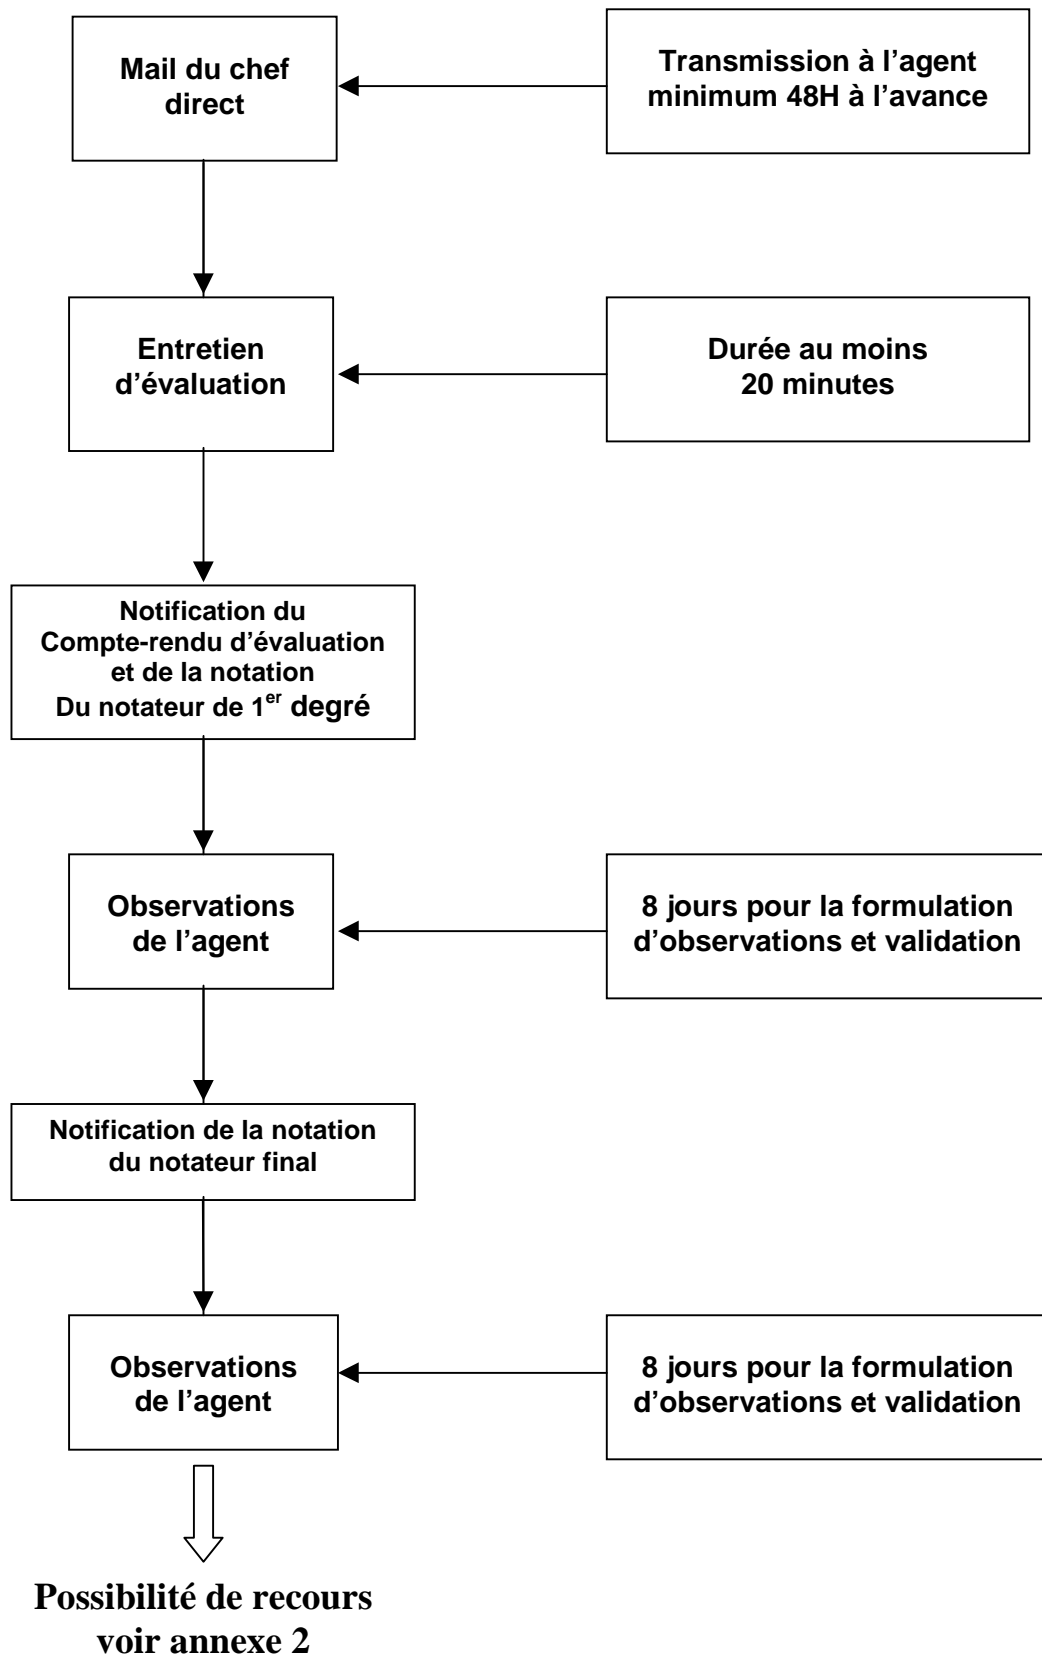 Mail du chef
direct
Transmission à l’agent
minimum 48H à l’avance
Entretien
d’évaluation
Durée au moins
20 minutes
Notification du
Compte-rendu d’évaluation
et de la notation
Du notateur de 1er degré
Observations
de l’agent
8 jours pour la formulation
d’observations et validation
Notification de la notation
du notateur final
Observations
de l’agent
8 jours pour la formulation
d’observations et validation
Possibilité de recours
voir annexe 2